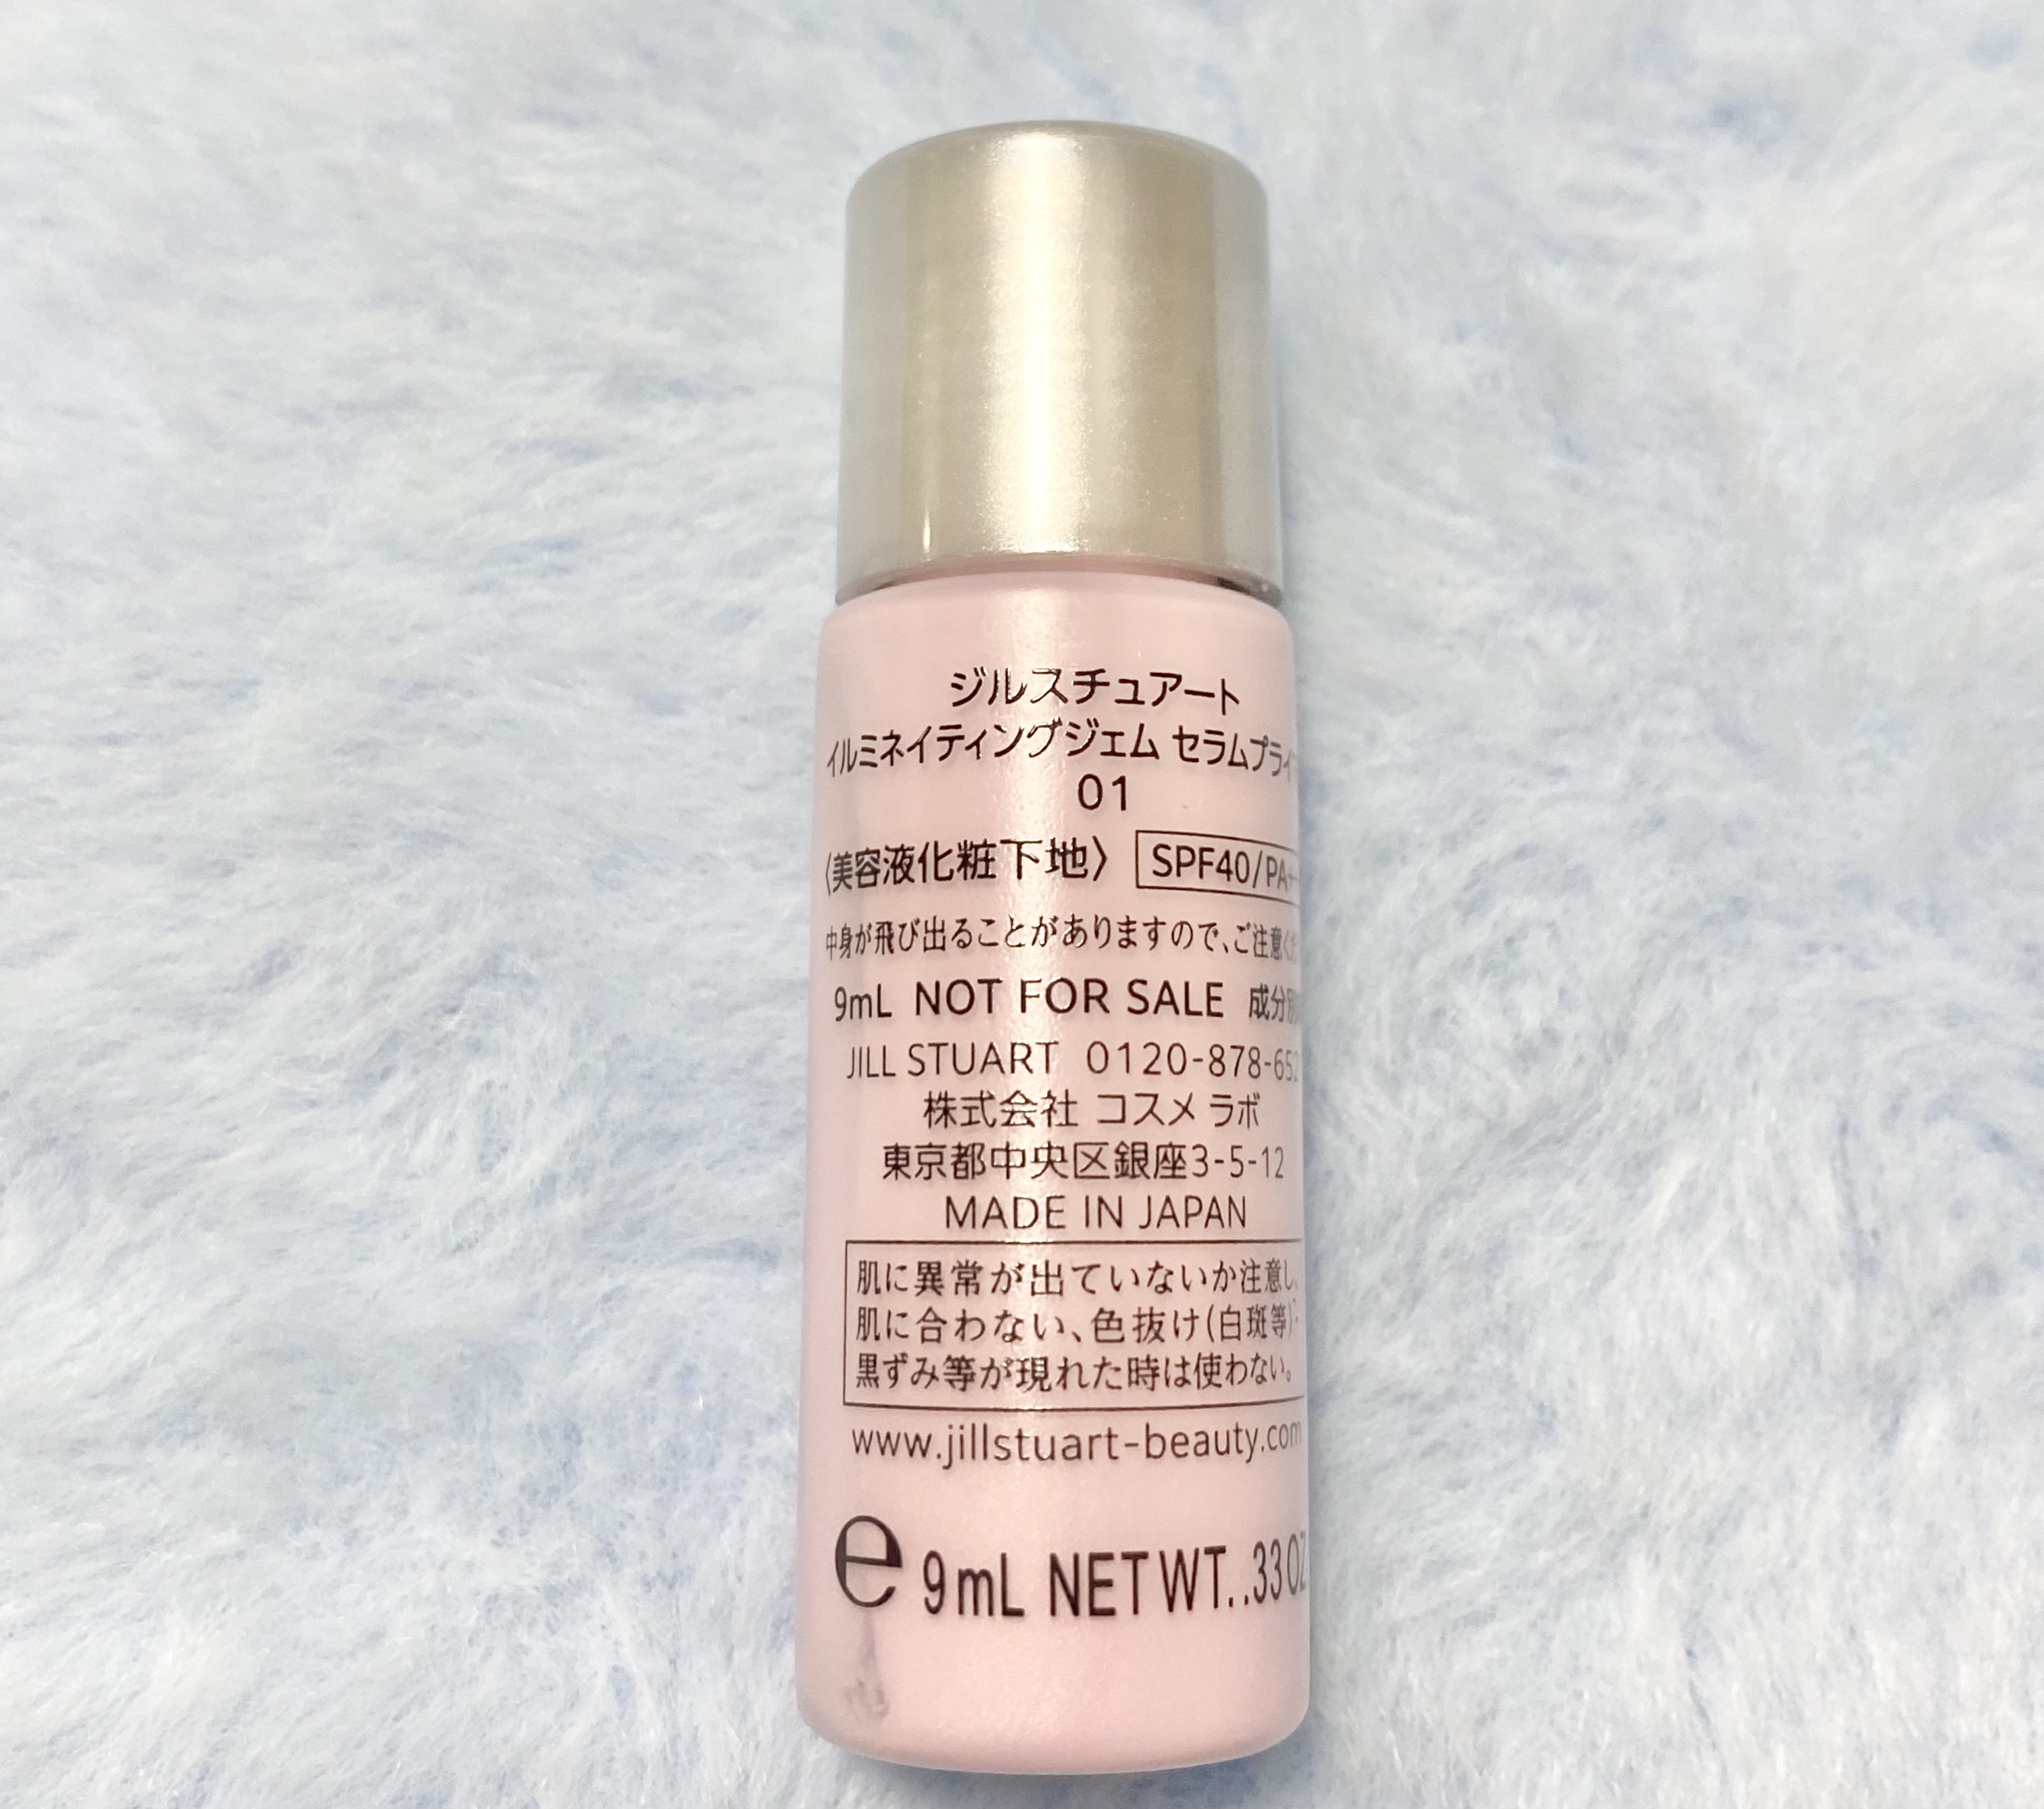 ジルスチュアート
イルミネイティングジェム セラムプライ
01
〈美容液化粧下地〉 SPF40/PA+
中身が飛び出ることがありますので、ご注意くだ
9mL NOT FOR SALE 成分
JILL STUART 0120-878-652
株式会社 コスメ ラボ
東京都中央区銀座3-5-12
MADE IN JAPAN
肌に異常が出ていないか注意し、
肌に合わない、色抜け(白斑等)
黒ずみ等が現れた時は使わない。
www.jillstuart-beauty.com
e 9mL NET WT. .33OZ